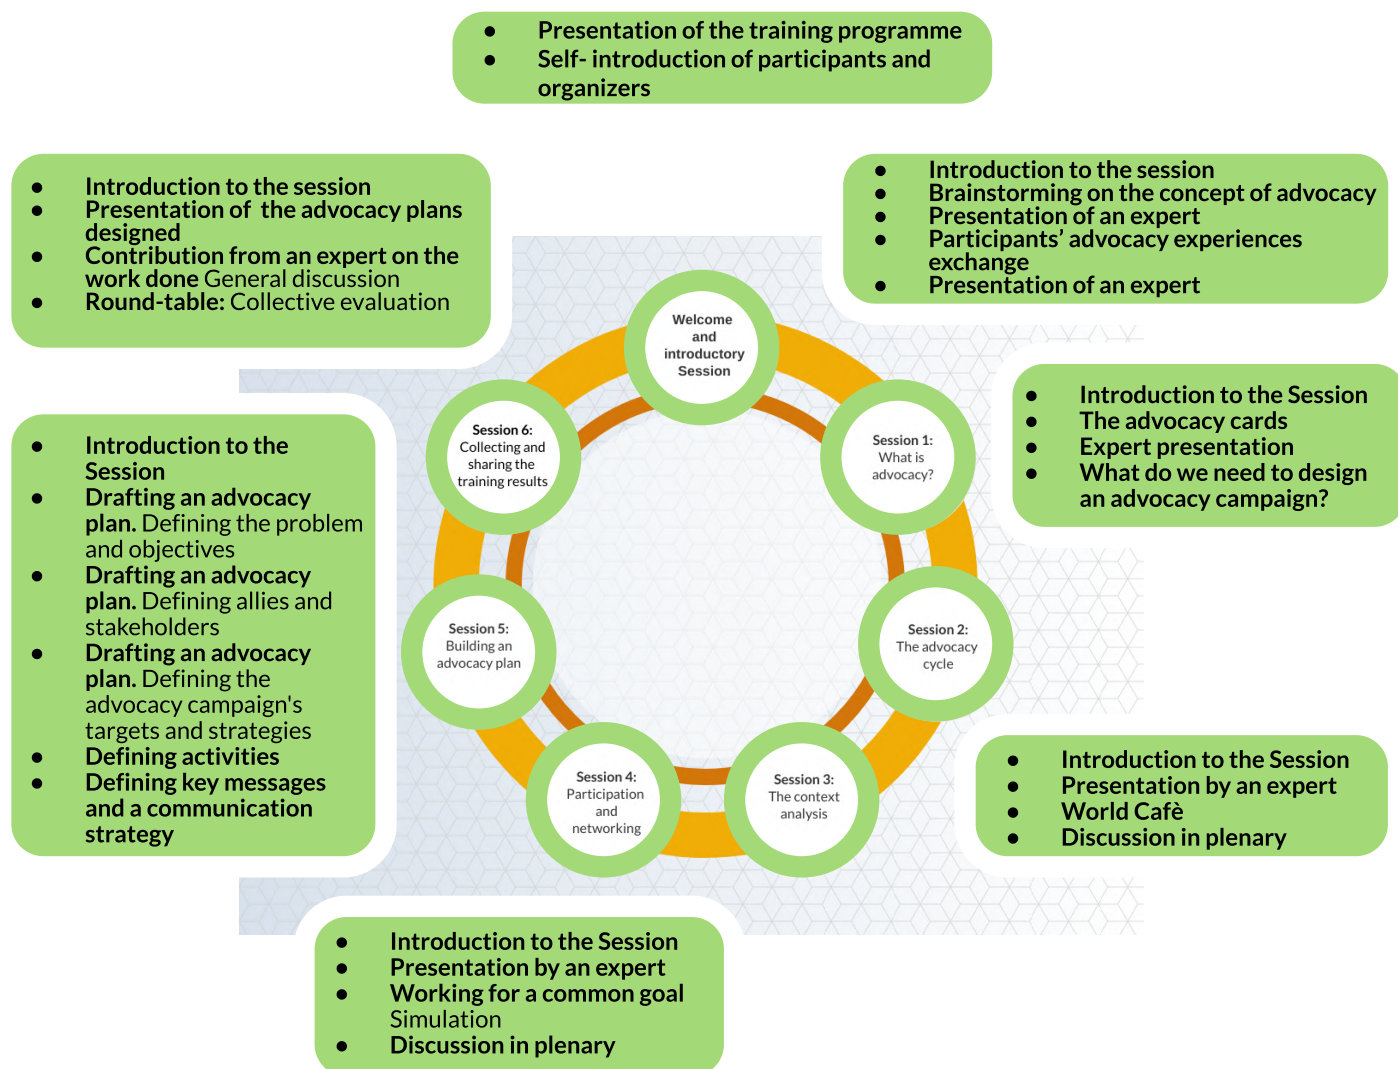 ● Presentation of the training programme
● Self- introduction of participants and
organizers
● Introduction to the session
● Presentation of the advocacy plans
designed
● Contribution from an expert on the
work done General discussion
● Round-table: Collective evaluation
● Introduction to the session
● Brainstorming on the concept of advocacy
● Presentation of an expert
● Participants’ advocacy experiences
exchange
● Presentation of an expert
Welcome
and
introductory
Session
Session 6:
Collecting and
sharing the
training results
Session 1:
What is
advocacy?
● Introduction to the Session
● The advocacy cards
● Expert presentation
● What do we need to design
an advocacy campaign?
● Introduction to the
Session
● Drafting an advocacy
plan. Defining the problem
and objectives
● Drafting an advocacy
plan. Defining allies and
stakeholders
● Drafting an advocacy
plan. Defining the
advocacy campaign's
targets and strategies
● Defining activities
● Defining key messages
and a communication
strategy
Session 5:
Building an
advocacy plan
Session 2:
The advocacy
cycle
Session 4:
Participation
and
networking
Session 3:
The context
analysis
● Introduction to the Session
● Presentation by an expert
● World Cafè
● Discussion in plenary
● Introduction to the Session
● Presentation by an expert
● Working for a common goal
Simulation
● Discussion in plenary